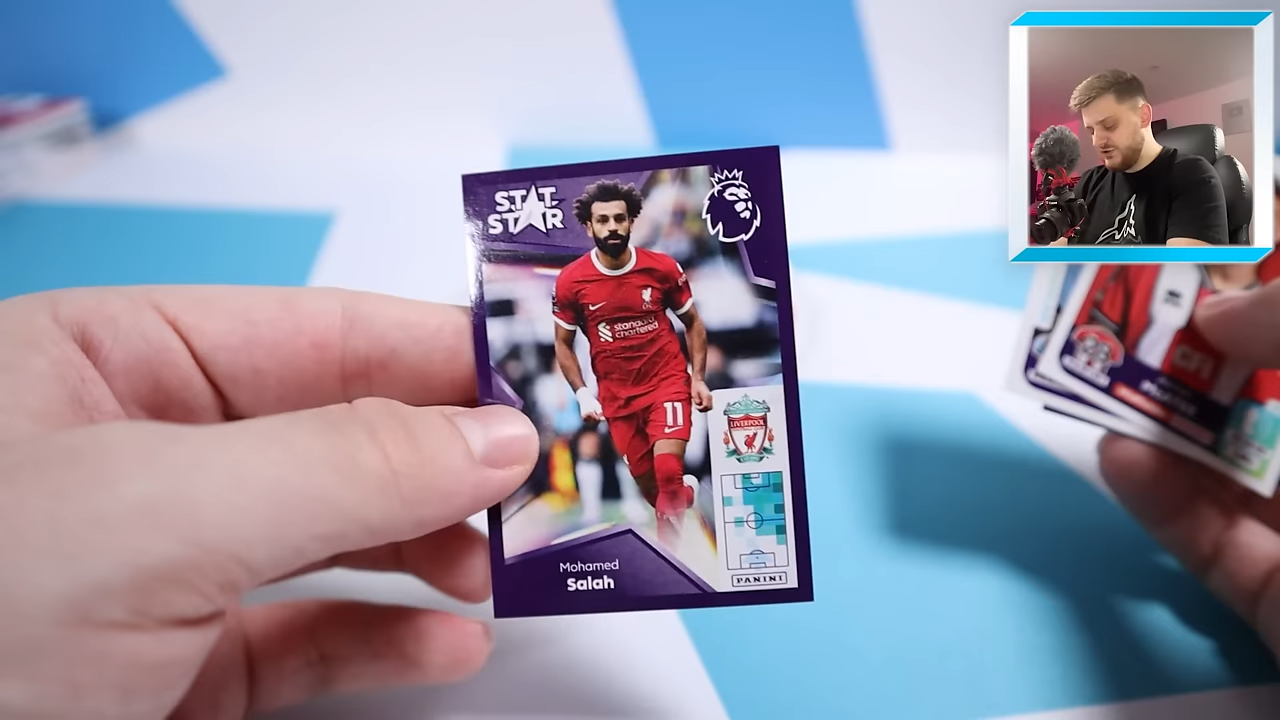 STAT
STAR
standard
chartered
11
LIVERPOOL
Mohamed
Salah
PANINI